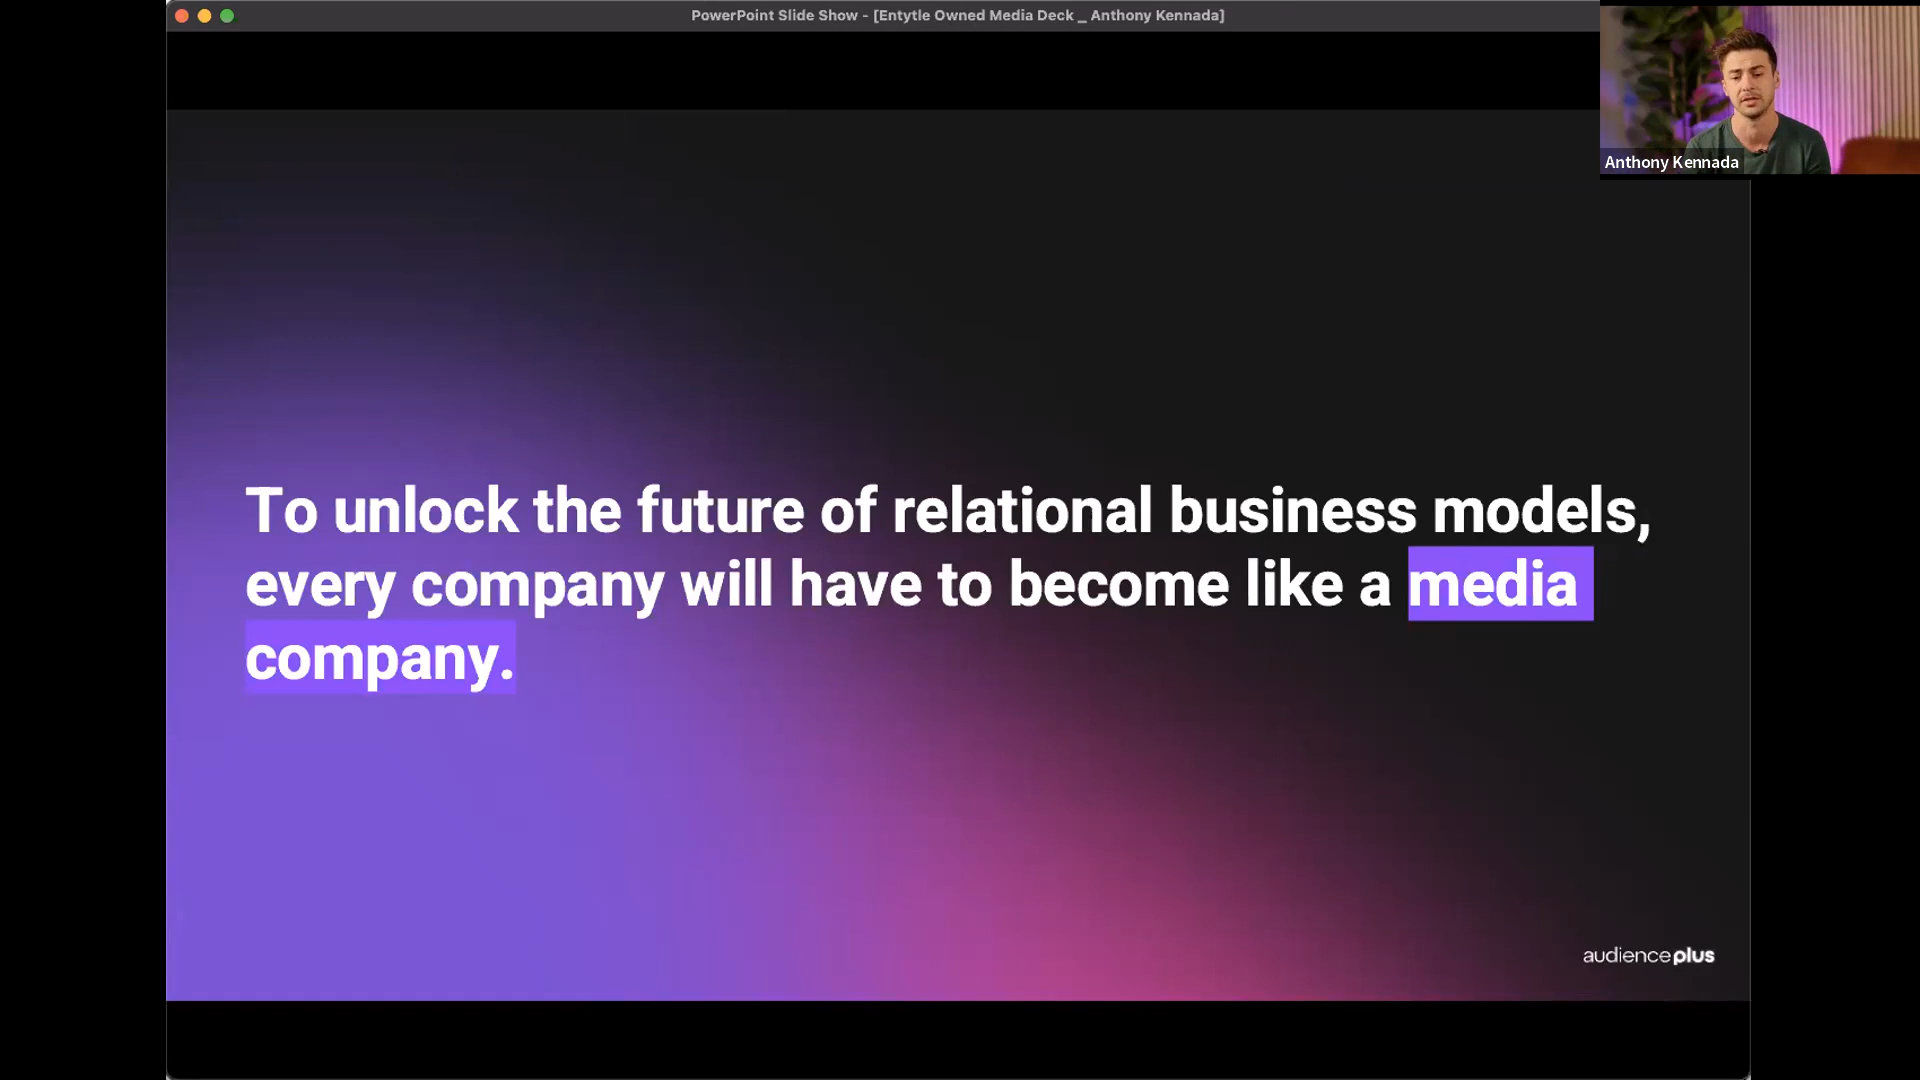 PowerPoint Slide Show - [Entytle Owned Media Deck _ Anthony Kennada]
Anthony Kennada
To unlock the future of relational business models,
every company will have to become like a media
company.
audienceplus